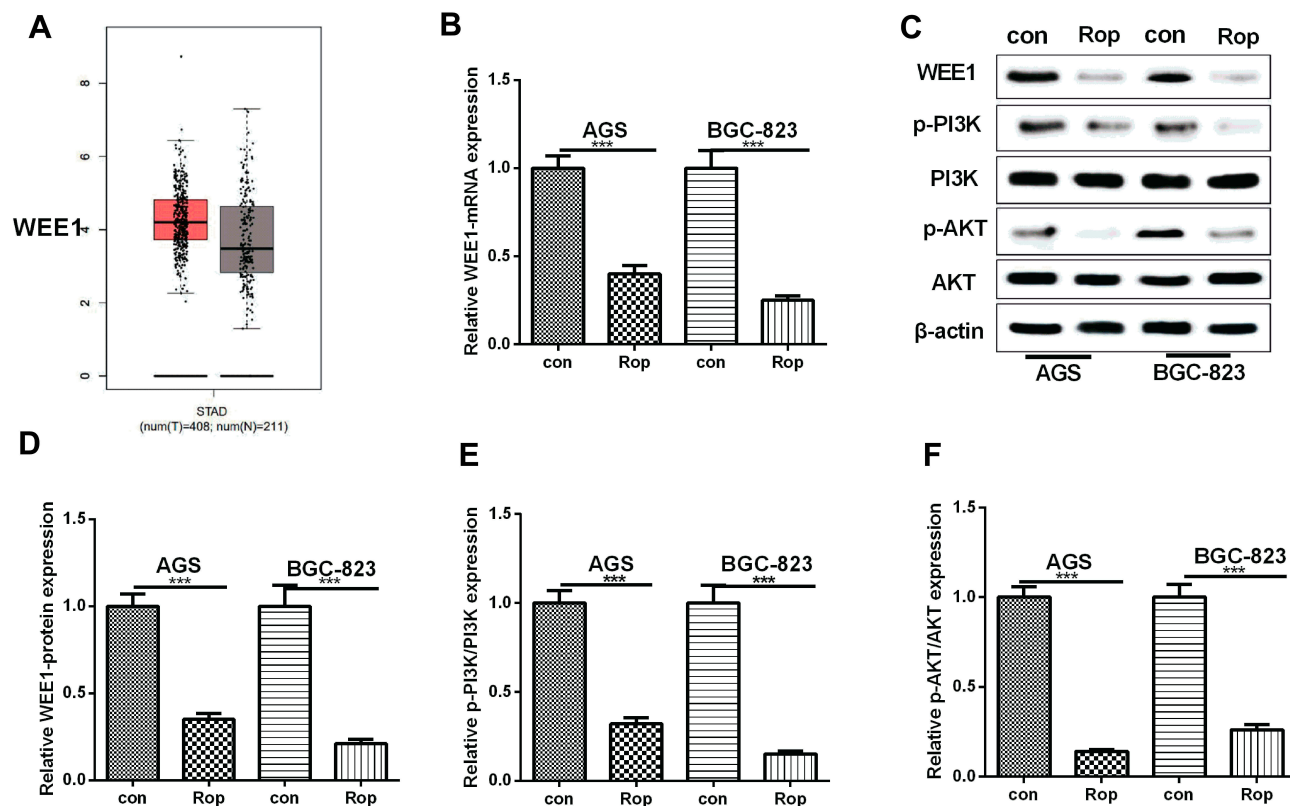 A
8
6
4
2
0
WEE1
STAD
(num(T)=408; num(N)=211)
B
Relative WEE1-mRNA expression
1.5
1.0
0.5
0.0
AGS
***
BGC-823
***
con
Rop
con
Rop
C
con Rop con Rop
WEE1
p-PI3K
PI3K
p-AKT
AKT
β-actin
AGS BGC-823
D
Relative WEE1-protein expression
1.5
1.0
0.5
0.0
AGS
***
BGC-823
***
con
Rop
con
Rop
E
Relative p-PI3K/PI3K expression
1.5
1.0
0.5
0.0
AGS
***
BGC-823
***
con
Rop
con
Rop
F
Relative p-AKT/AKT expression
1.5
1.0
0.5
0.0
AGS
***
BGC-823
***
con
Rop
con
Rop